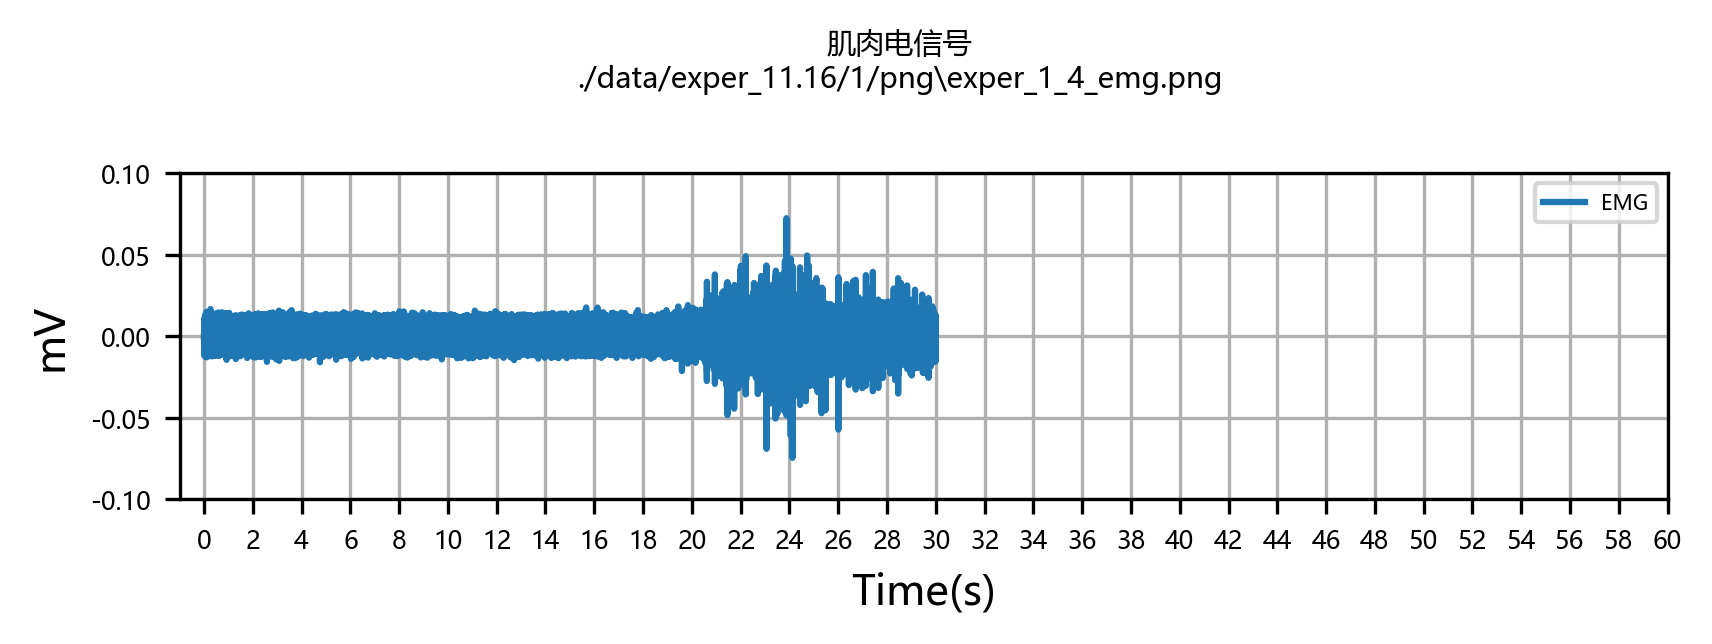 肌肉电信号
./data/exper_11.16/1/png\exper_1_4_emg.png
0.10
0.05
0.00
-0.05
-0.10
mV
EMG
0 2 4 6 8 10 12 14 16 18 20 22 24 26 28 30 32 34 36 38 40 42 44 46 48 50 52 54 56 58 60
Time(s)